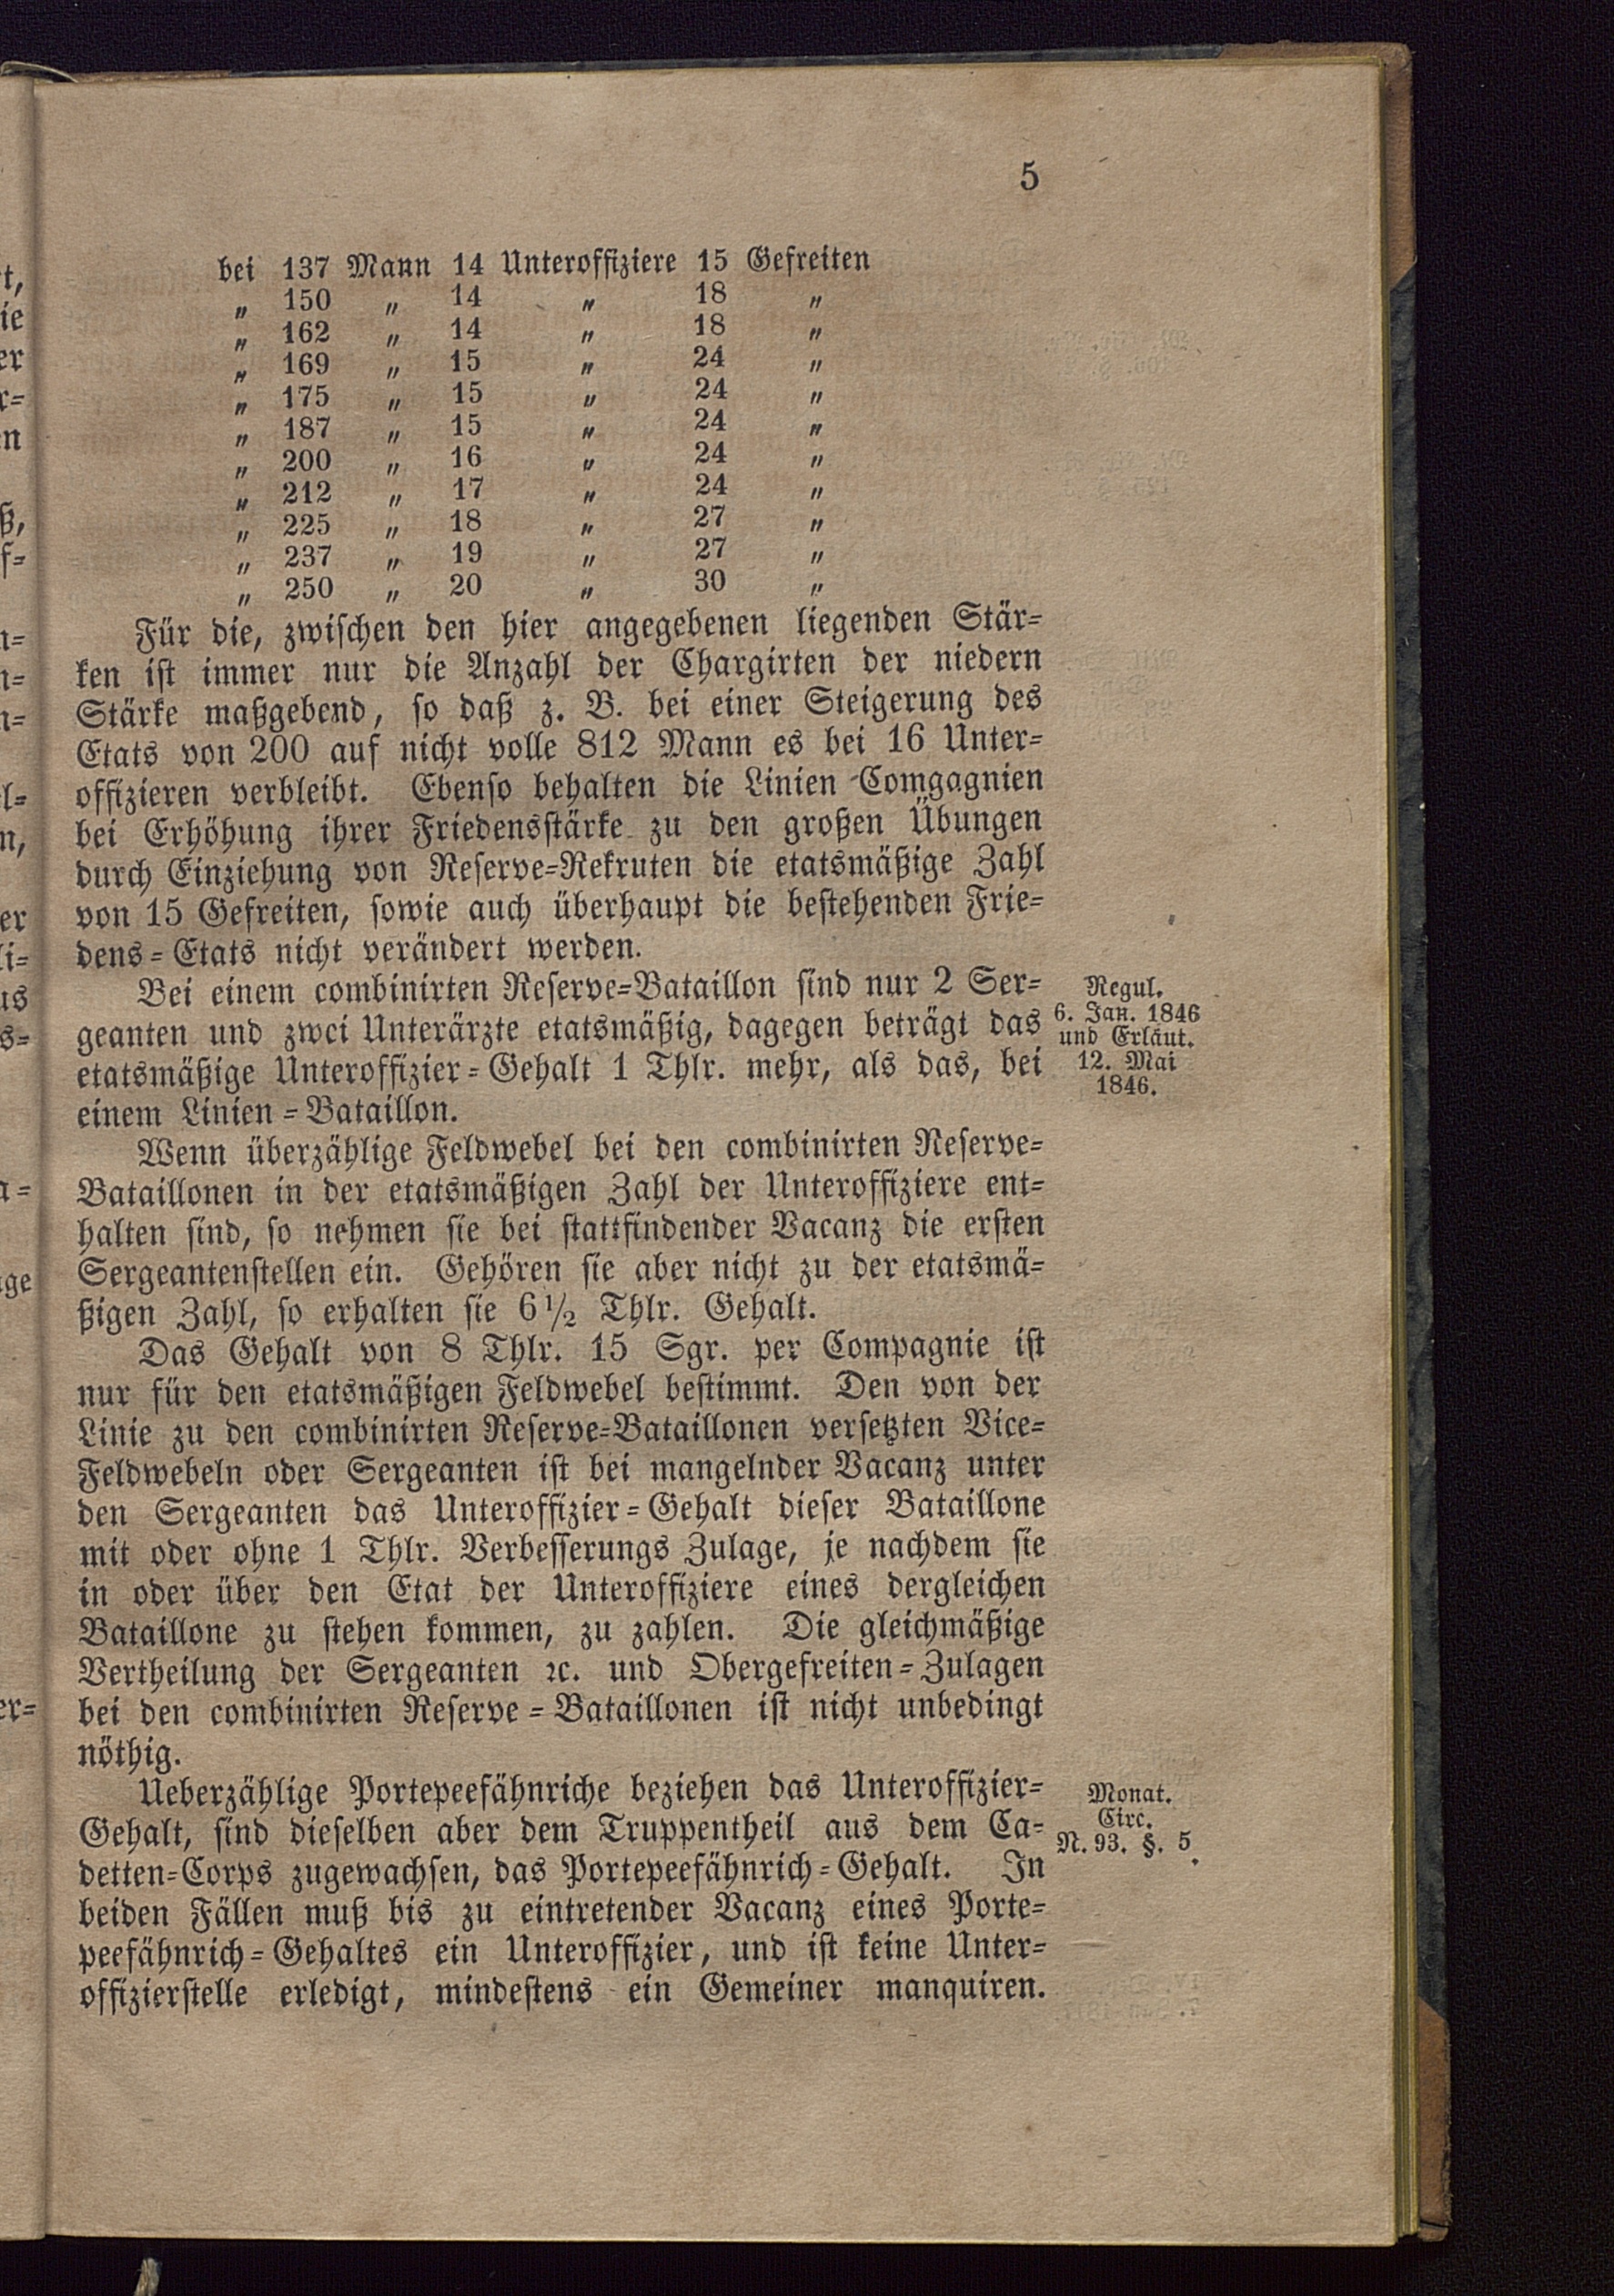 5
bei 137 Mann 14 Unteroffiziere 15 Gefreiten
„ 150 „ 14 „ 18 „
„ 162 „ 14 „ 18 „
„ 169 „ 15 „ 24 „
„ 175 „ 15 „ 24 „
„ 187 „ 15 „ 24 „
„ 200 „ 16 „ 24 „
„ 212 „ 17 „ 24 „
„ 225 „ 18 „ 27 „
„ 237 „ 19 „ 27 „
„ 250 „ 20 „ 30 „
Für die, zwischen den hier angegebenen liegenden Stär-
ken ist immer nur die Anzahl der Chargirten der niedern
Stärke maßgebend, so daß z. B. bei einer Steigerung des
Etats von 200 auf nicht volle 812 Mann es bei 16 Unter-
offizieren verbleibt. Ebenso behalten die Linien-Comgagnien
bei Erhöhung ihrer Friedensstärke zu den großen Übungen
durch Einziehung von Reserve-Rekruten die etatsmäßige Zahl
von 15 Gefreiten, sowie auch überhaupt die bestehenden Frie-
dens-Etats nicht verändert werden.
Bei einem combinirten Reserve-Bataillon sind nur 2 Ser-
geanten und zwei Unterärzte etatsmäßig, dagegen beträgt das
etatsmäßige Unteroffizier-Gehalt 1 Thlr. mehr, als das, bei
einem Linien-Bataillon.
Regul.
6. Jan. 1846
und Erläut.
12. Mai
1846.
Wenn überzählige Feldwebel bei den combinirten Reserve-
Bataillonen in der etatsmäßigen Zahl der Unteroffiziere ent-
halten sind, so nehmen sie bei stattfindender Vacanz die ersten
Sergeantenstellen ein. Gehören sie aber nicht zu der etatsmä-
ßigen Zahl, so erhalten sie 6½ Thlr. Gehalt.
Das Gehalt von 8 Thlr. 15 Sgr. per Compagnie ist
nur für den etatsmäßigen Feldwebel bestimmt. Den von der
Linie zu den combinirten Reserve-Bataillonen versetzten Vice-
Feldwebeln oder Sergeanten ist bei mangelnder Vacanz unter
den Sergeanten das Unteroffizier-Gehalt dieser Bataillone
mit oder ohne 1 Thlr. Verbesserungs Zulage, je nachdem sie
in oder über den Etat der Unteroffiziere eines dergleichen
Bataillone zu stehen kommen, zu zahlen. Die gleichmäßige
Vertheilung der Sergeanten ꝛc. und Obergefreiten-Zulagen
bei den combinirten Reserve-Bataillonen ist nicht unbedingt
nöthig.
Ueberzählige Portepeefähnriche beziehen das Unteroffizier-
Gehalt, sind dieselben aber dem Truppentheil aus dem Ca-
detten-Corps zugewachsen, das Portepeefähnrich-Gehalt. In
beiden Fällen muß bis zu eintretender Vacanz eines Porte-
peefähnrich-Gehaltes ein Unteroffizier, und ist keine Unter-
offizierstelle erledigt, mindestens ein Gemeiner manquiren.
Monat.
Circ.
N. 93. §. 5.